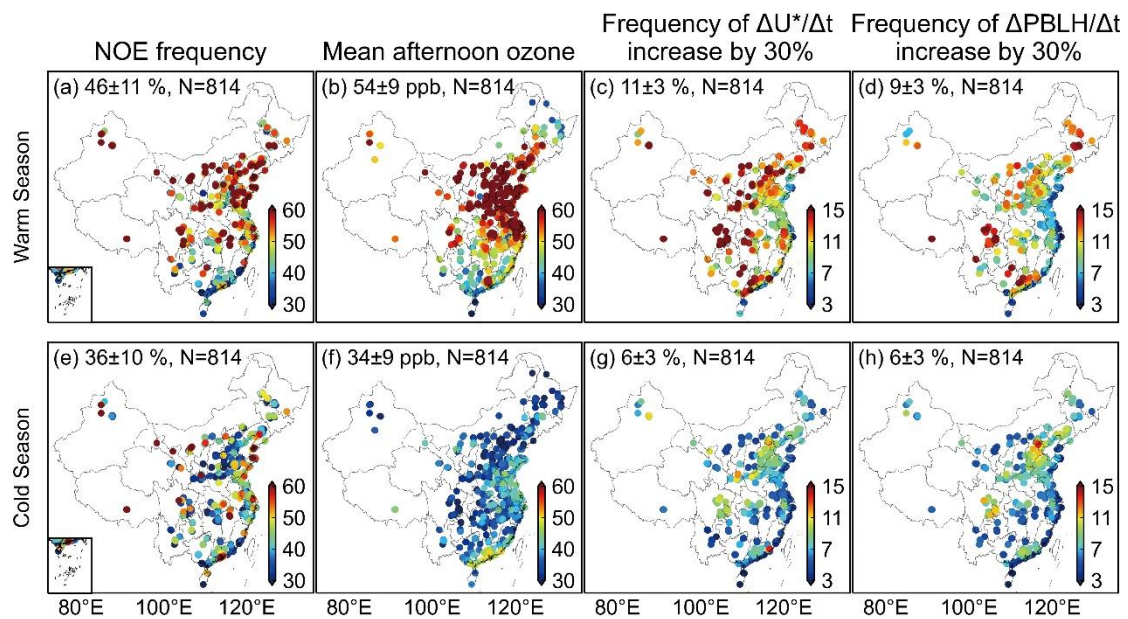 NOE frequency
Mean afternoon ozone
Frequency of ΔU*/Δt
increase by 30%
Frequency of ΔPBLH/Δt
increase by 30%
Warm Season
(a) 46±11 %, N=814
60
50
40
30
(b) 54±9 ppb, N=814
60
50
40
30
(c) 11±3 %, N=814
15
11
7
3
(d) 9±3 %, N=814
15
11
7
3
Cold Season
(e) 36±10 %, N=814
60
50
40
30
(f) 34±9 ppb, N=814
60
50
40
30
(g) 6±3 %, N=814
15
11
7
3
(h) 6±3 %, N=814
15
11
7
3
80°E 100°E 120°E 80°E 100°E 120°E 80°E 100°E 120°E 80°E 100°E 120°E